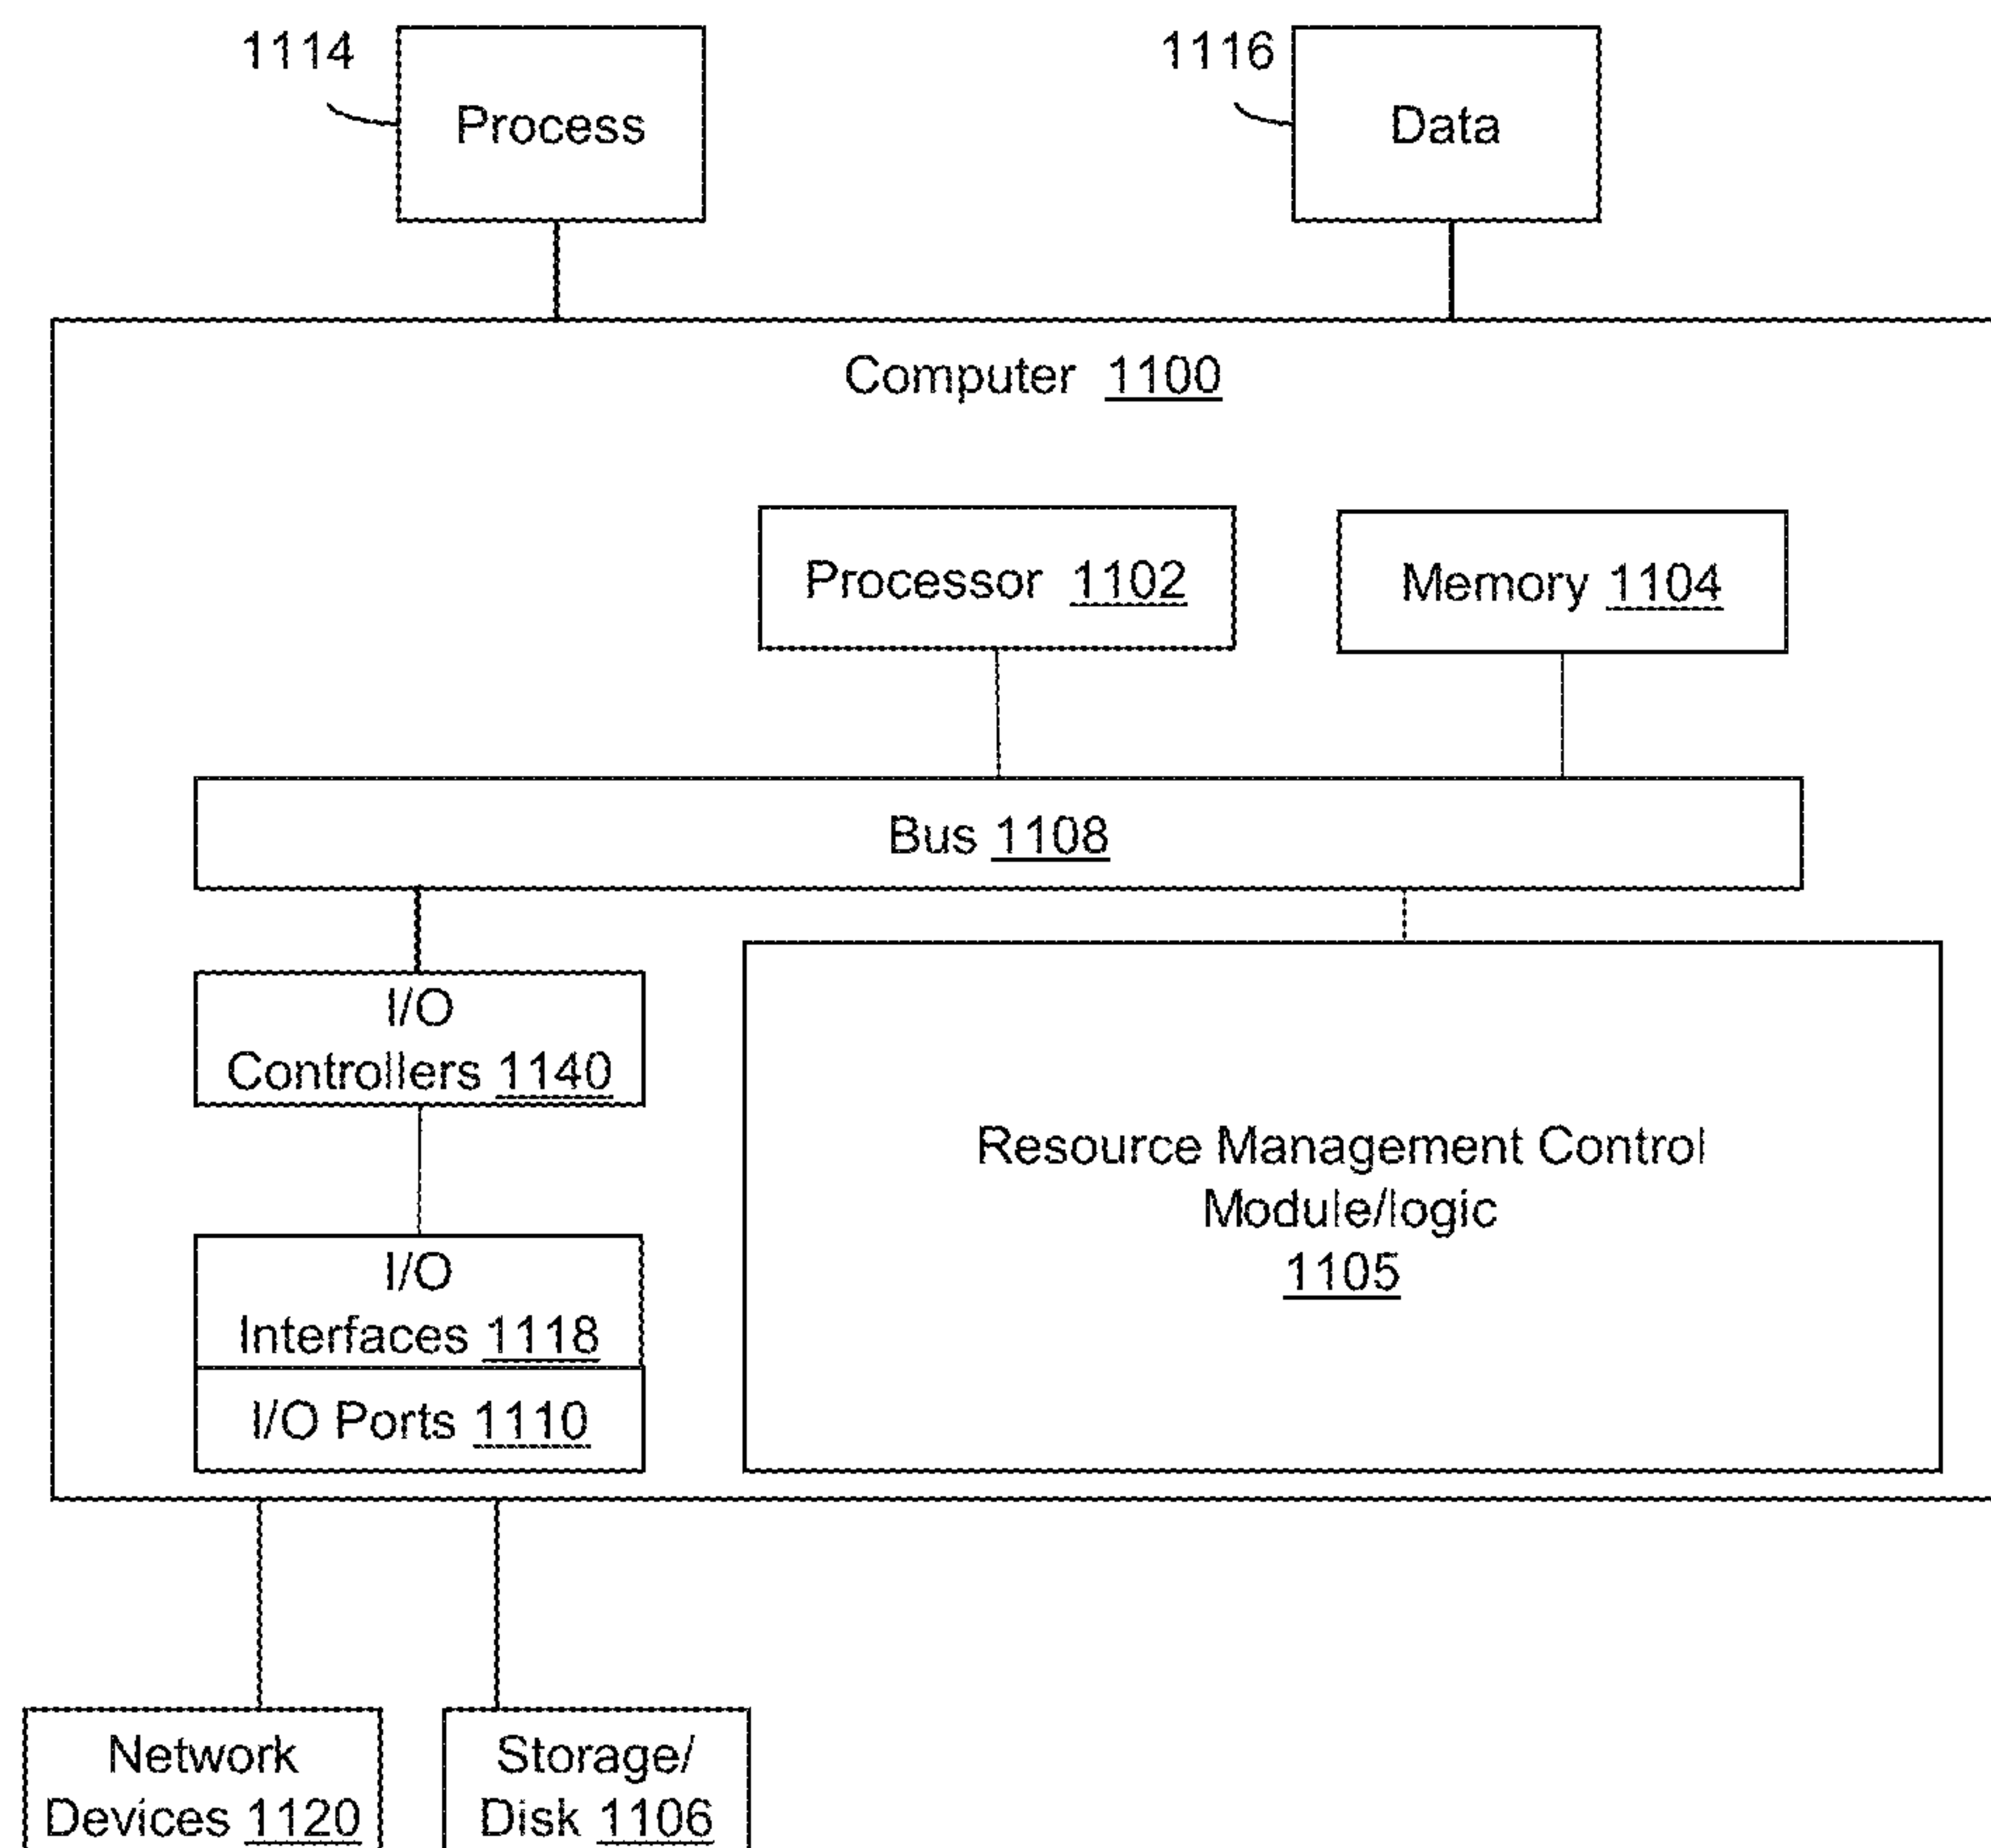 1114
Process
1116
Data
Computer 1100
Processor 1102
Memory 1104
Bus 1108
I/O
Controllers 1140
Resource Management Control
Module/logic
1105
I/O
Interfaces 1118
I/O Ports 1110
Network
Devices 1120
Storage/
Disk 1106